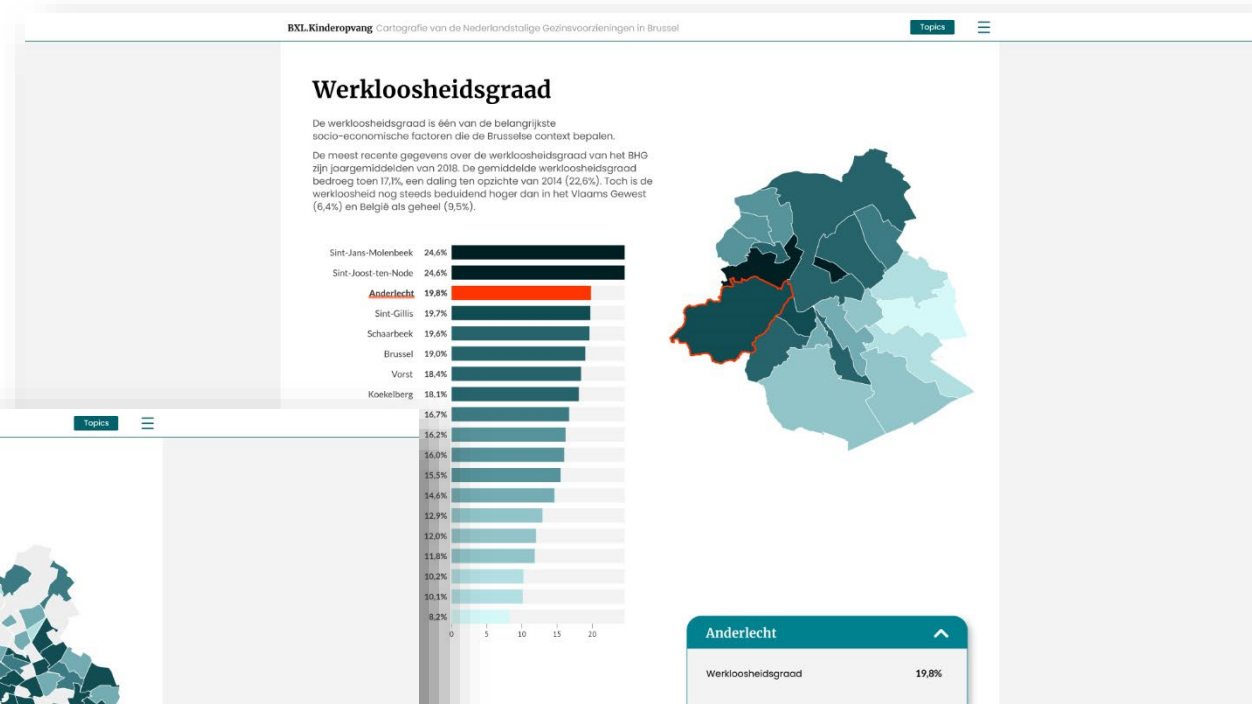 BXL.Kinderopvang Cartografie van de Nederlandstalige Gezinsvoorzieningen in Brussel
Topics
Werkloosheidsgraad
De werkloosheidsgraad is één van de belangrijkste
socio-economische factoren die de Brusselse context bepalen.
De meest recente gegevens over de werkloosheidsgraad van het BHG
zijn jaargemiddelden van 2018. De gemiddelde werkloosheidsgraad
bedroeg toen 17,1%, een daling ten opzichte van 2014 (22,6%). Toch is de
werkloosheid nog steeds beduidend hoger dan in het Vlaams Gewest
(6,4%) en België als geheel (9,5%).
Sint-Jans-Molenbeek 24,6%
Sint-Joost-ten-Node 24,6%
Anderlecht 19,8%
Sint-Gillis 19,7%
Schaarbeek 19,6%
Brussel 19,0%
Vorst 18,4%
Koekelberg 18,1%
16,7%
16,2%
16,0%
15,5%
14,6%
12,9%
12,0%
11,8%
10,2%
10,1%
8,2%
0 5 10 15 20
Topics
Anderlecht
Werkloosheidsgraad 19,8%